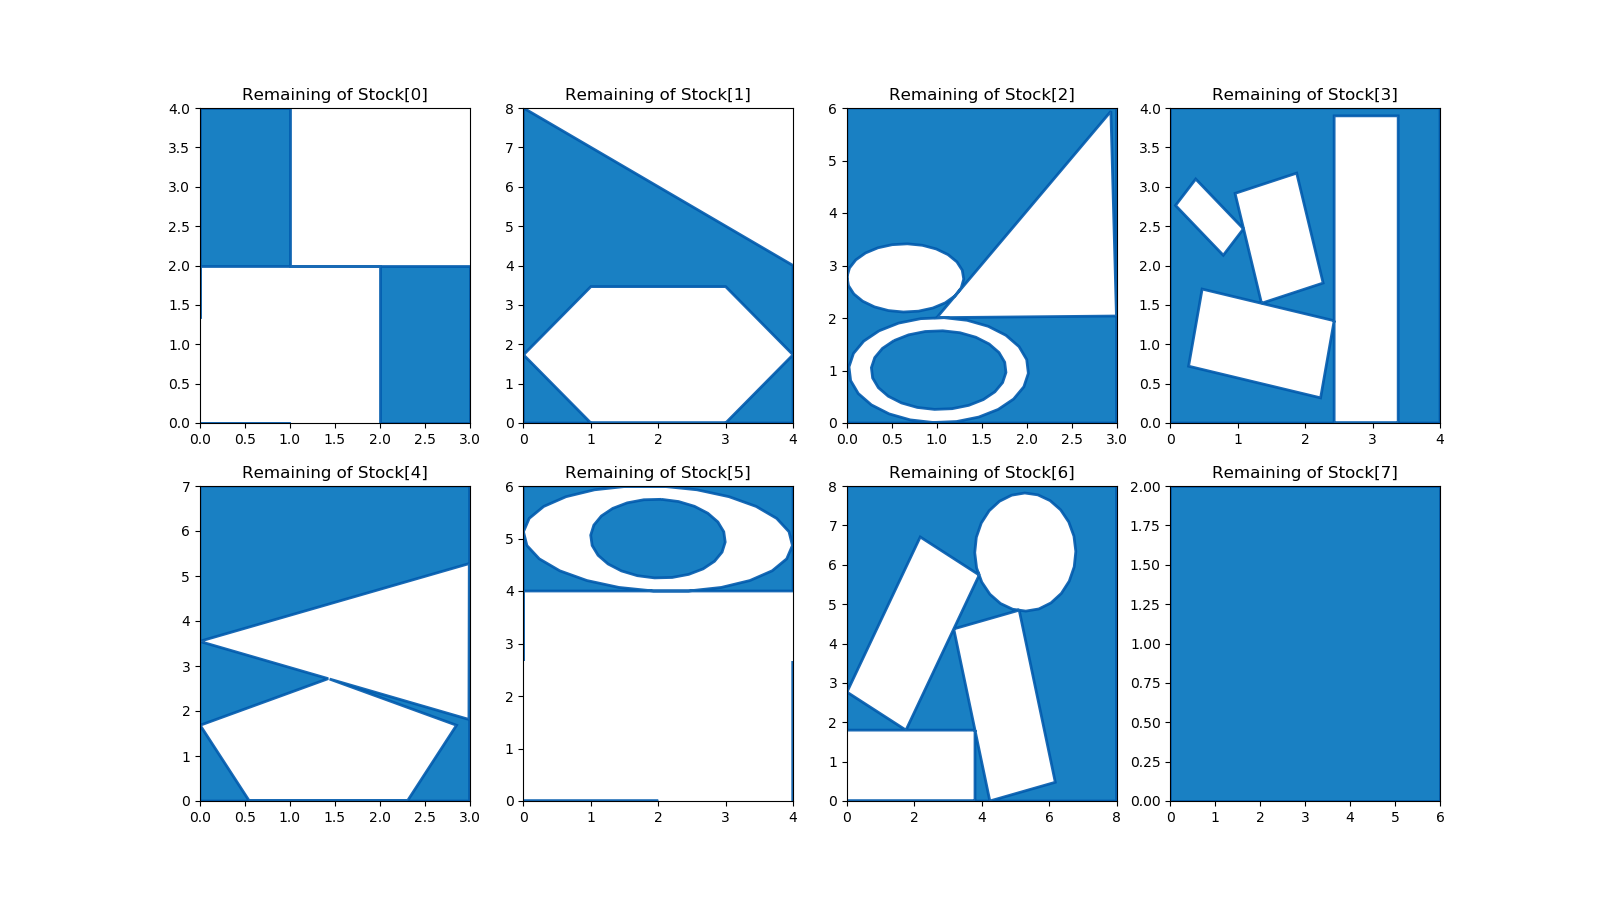 Remaining of Stock[0] Remaining of Stock[1] Remaining of Stock[2] Remaining of Stock[3]
4.0 8 6 4.0
3.5 7 3.5
5
3.0 6 3.0
4
2.5 5 2.5
2.0 4 3 2.0
1.5 3 1.5
2
1.0 2 1.0
1
0.5 1 0.5
0.0 0 0 0.0
0.0 0.5 1.0 1.5 2.0 2.5 3.0 0 1 2 3 4 0.0 0.5 1.0 1.5 2.0 2.5 3.0 0 1 2 3 4
Remaining of Stock[4] Remaining of Stock[5] Remaining of Stock[6] Remaining of Stock[7]
7 6 8 2.00
6 7 1.75
5
5 6 1.50
4
4 5 1.25
3 4 1.00
3
3 0.75
2
2 2 0.50
1
1 1 0.25
0 0 0 0.00
0.0 0.5 1.0 1.5 2.0 2.5 3.0 0 1 2 3 4 0 2 4 6 8 0 1 2 3 4 5 6